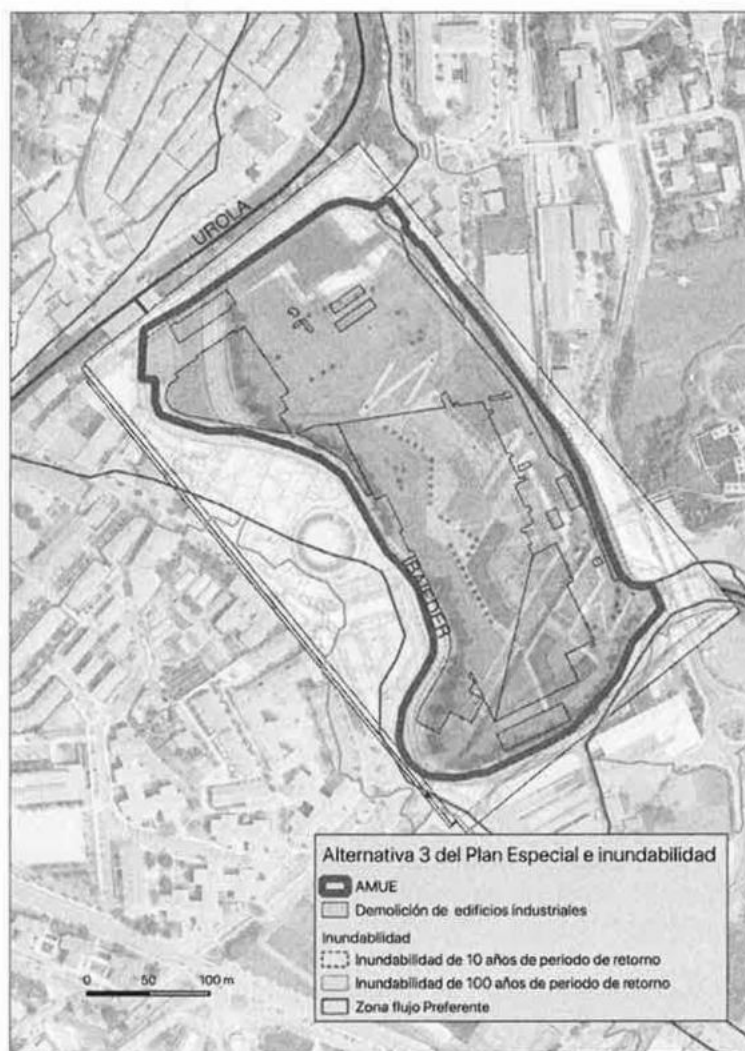 UROLA
IBAIEDER
Alternativa 3 del Plan Especial e inundabilidad
AMUE
Demolición de edificios industriales
Inundabilidad
Inundabilidad de 10 años de periodo de retorno
Inundabilidad de 100 años de periodo de retorno
Zona flujo Preferente
0 50 100 m